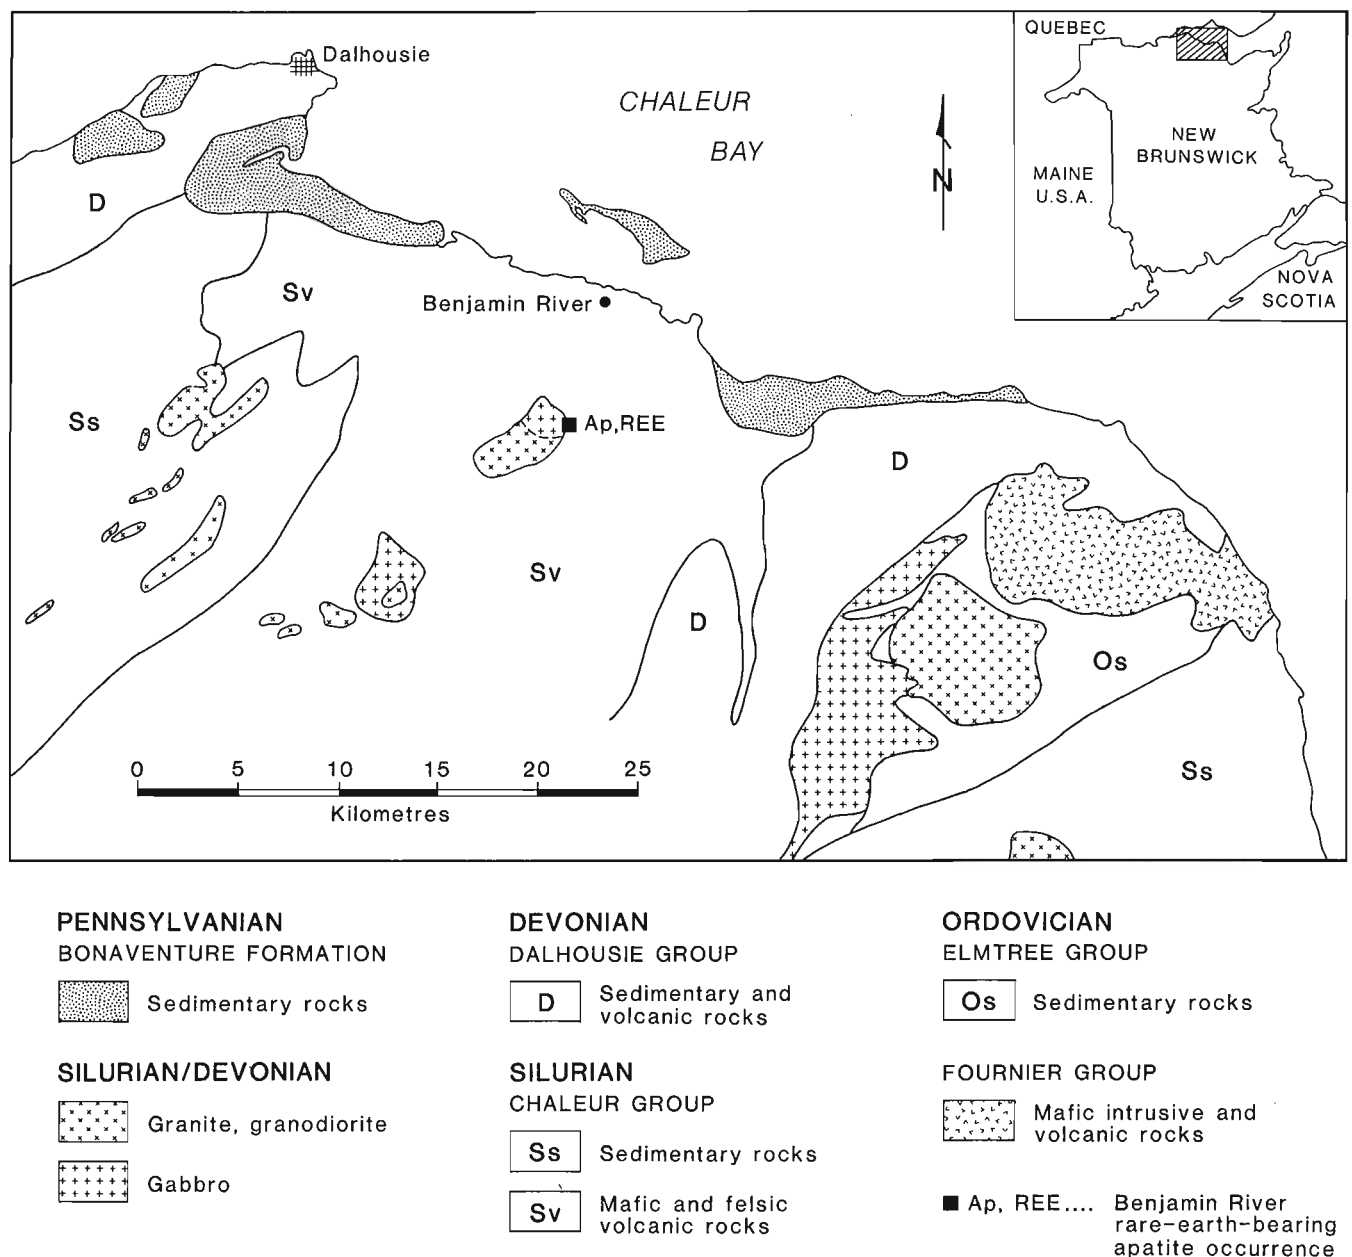 Dalhousie
CHALEUR
BAY
N
QUEBEC
NEW
BRUNSWICK
MAINE
U.S.A.
NOVA
SCOTIA
D
Sv
Benjamin River
Ss
Ap,REE
D
Sv
D
Os
Ss
0 5 10 15 20 25
Kilometres
PENNSYLVANIAN
BONAVENTURE FORMATION
Sedimentary rocks
SILURIAN/DEVONIAN
Granite, granodiorite
Gabbro
DEVONIAN
DALHOUSIE GROUP
D
Sedimentary and
volcanic rocks
SILURIAN
CHALEUR GROUP
Ss Sedimentary rocks
Sv
Mafic and felsic
volcanic rocks
ORDOVICIAN
ELMTREE GROUP
Os Sedimentary rocks
FOURNIER GROUP
Mafic intrusive and
volcanic rocks
Ap, REE.... Benjamin River
rare-earth-bearing
apatite occurrence